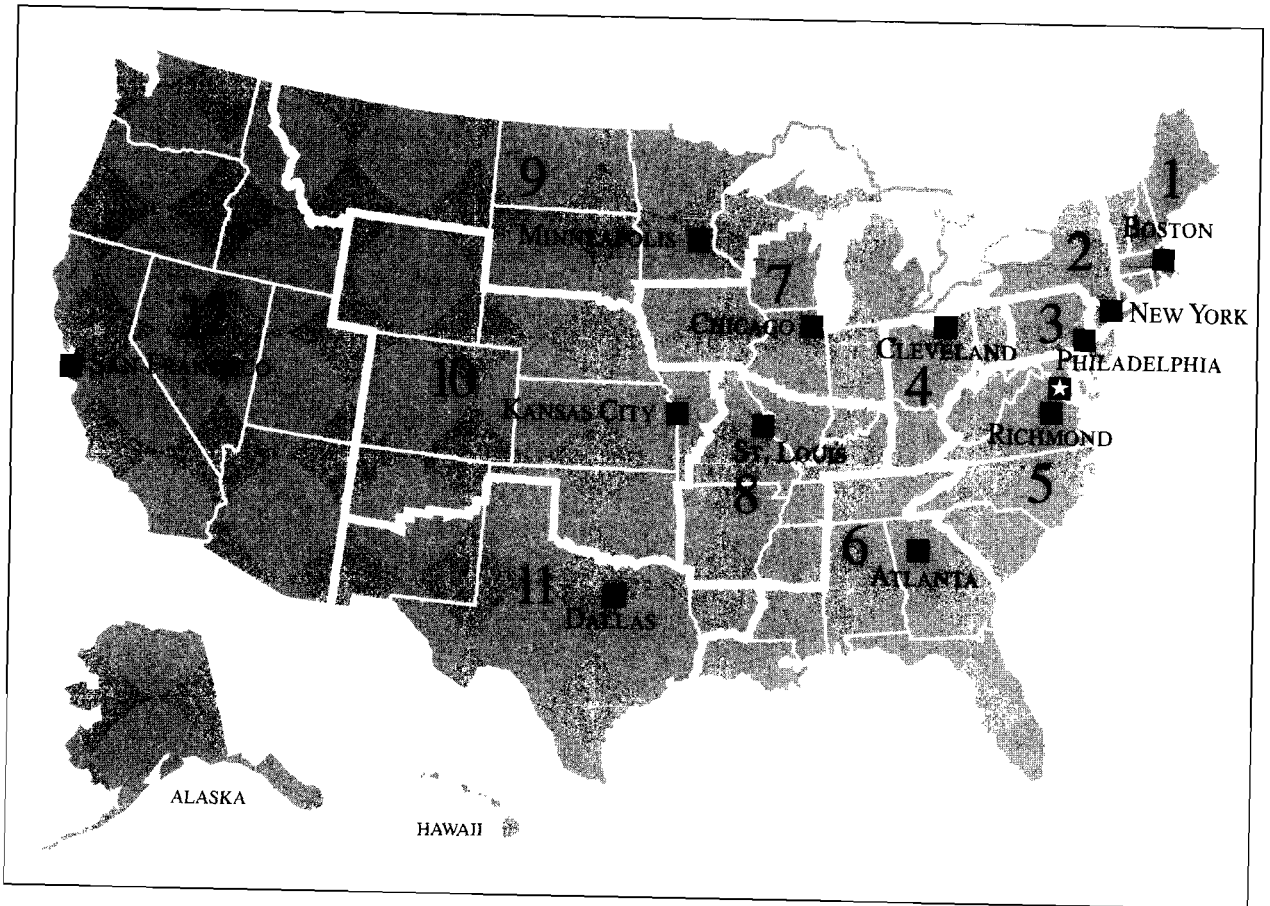 1
BOSTON
9
2
MINNEAPOLIS
7
NEW YORK
CHICAGO
3
CLEVELAND
PHILADELPHIA
12
SAN FRANCISCO
10
4
KANSAS CITY
RICHMOND
ST. LOUIS
8
5
6
ATLANTA
11
DALLAS
ALASKA
HAWAII